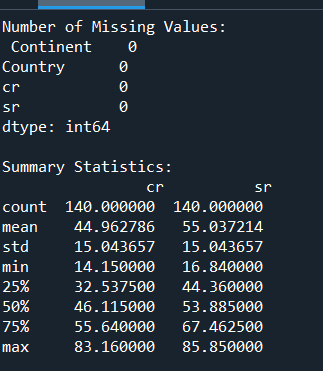 Number of Missing Values:
 Continent    0
Country      0
cr           0
sr           0
dtype: int64

Summary Statistics:
               cr          sr
count  140.000000  140.000000
mean    44.962786   55.037214
std     15.043657   15.043657
min     14.150000   16.840000
25%     32.537500   44.360000
50%     46.115000   53.885000
75%     55.640000   67.462500
max     83.160000   85.850000